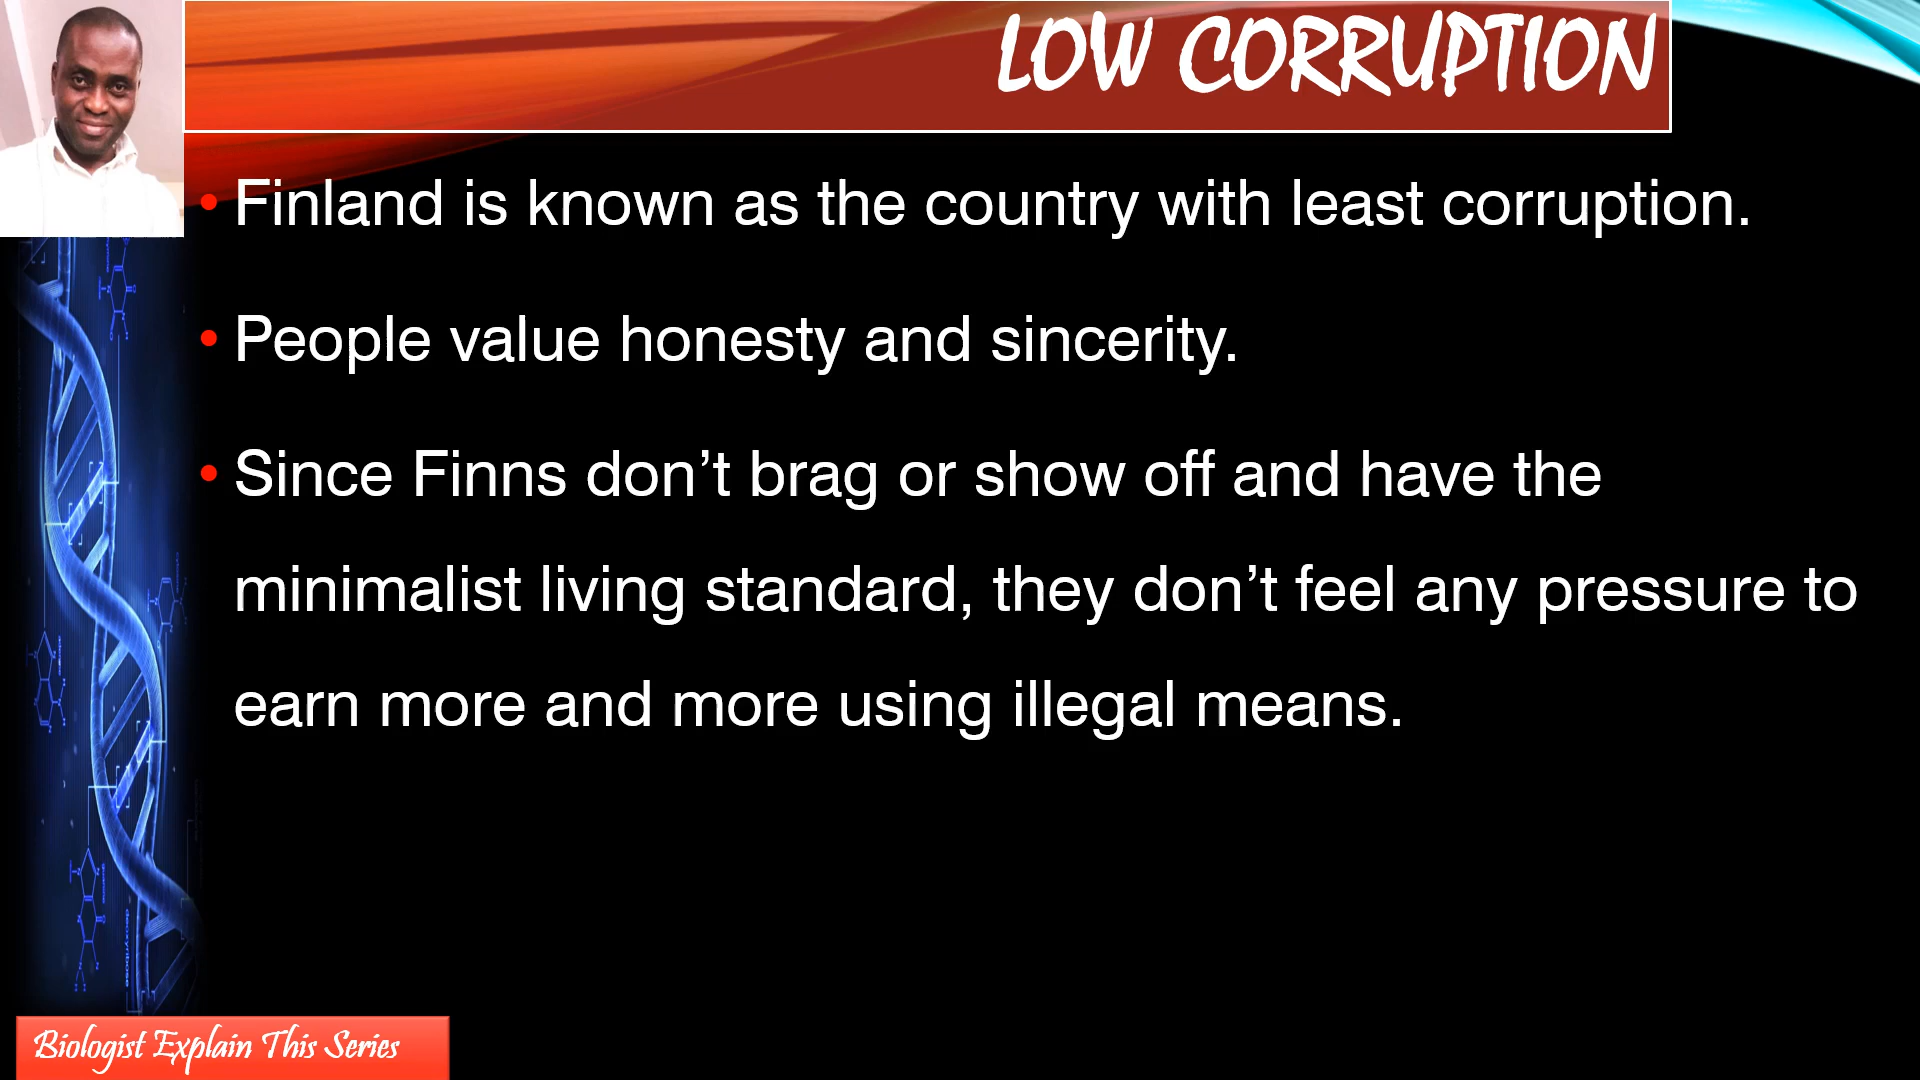 LOW CORRUPTION
• Finland is known as the country with least corruption.
• People value honesty and sincerity.
• Since Finns don’t brag or show off and have the
minimalist living standard, they don’t feel any pressure to
earn more and more using illegal means.
deoxyribose
Biologist Explain This Series